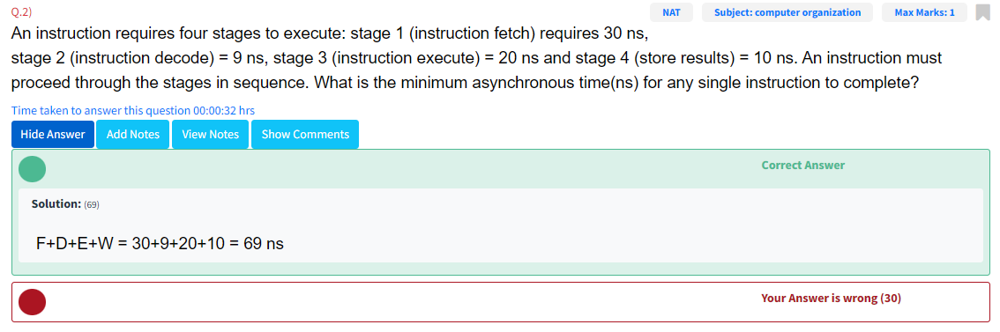 Q.2)
NAT
Subject: computer organization
Max Marks: 1
An instruction requires four stages to execute: stage 1 (instruction fetch) requires 30 ns,
stage 2 (instruction decode) = 9 ns, stage 3 (instruction execute) = 20 ns and stage 4 (store results) = 10 ns. An instruction must
proceed through the stages in sequence. What is the minimum asynchronous time(ns) for any single instruction to complete?
Time taken to answer this question 00:00:32 hrs
Hide Answer
Add Notes
View Notes
Show Comments
Correct Answer
Solution: (69)
F+D+E+W = 30+9+20+10 = 69 ns
Your Answer is wrong (30)